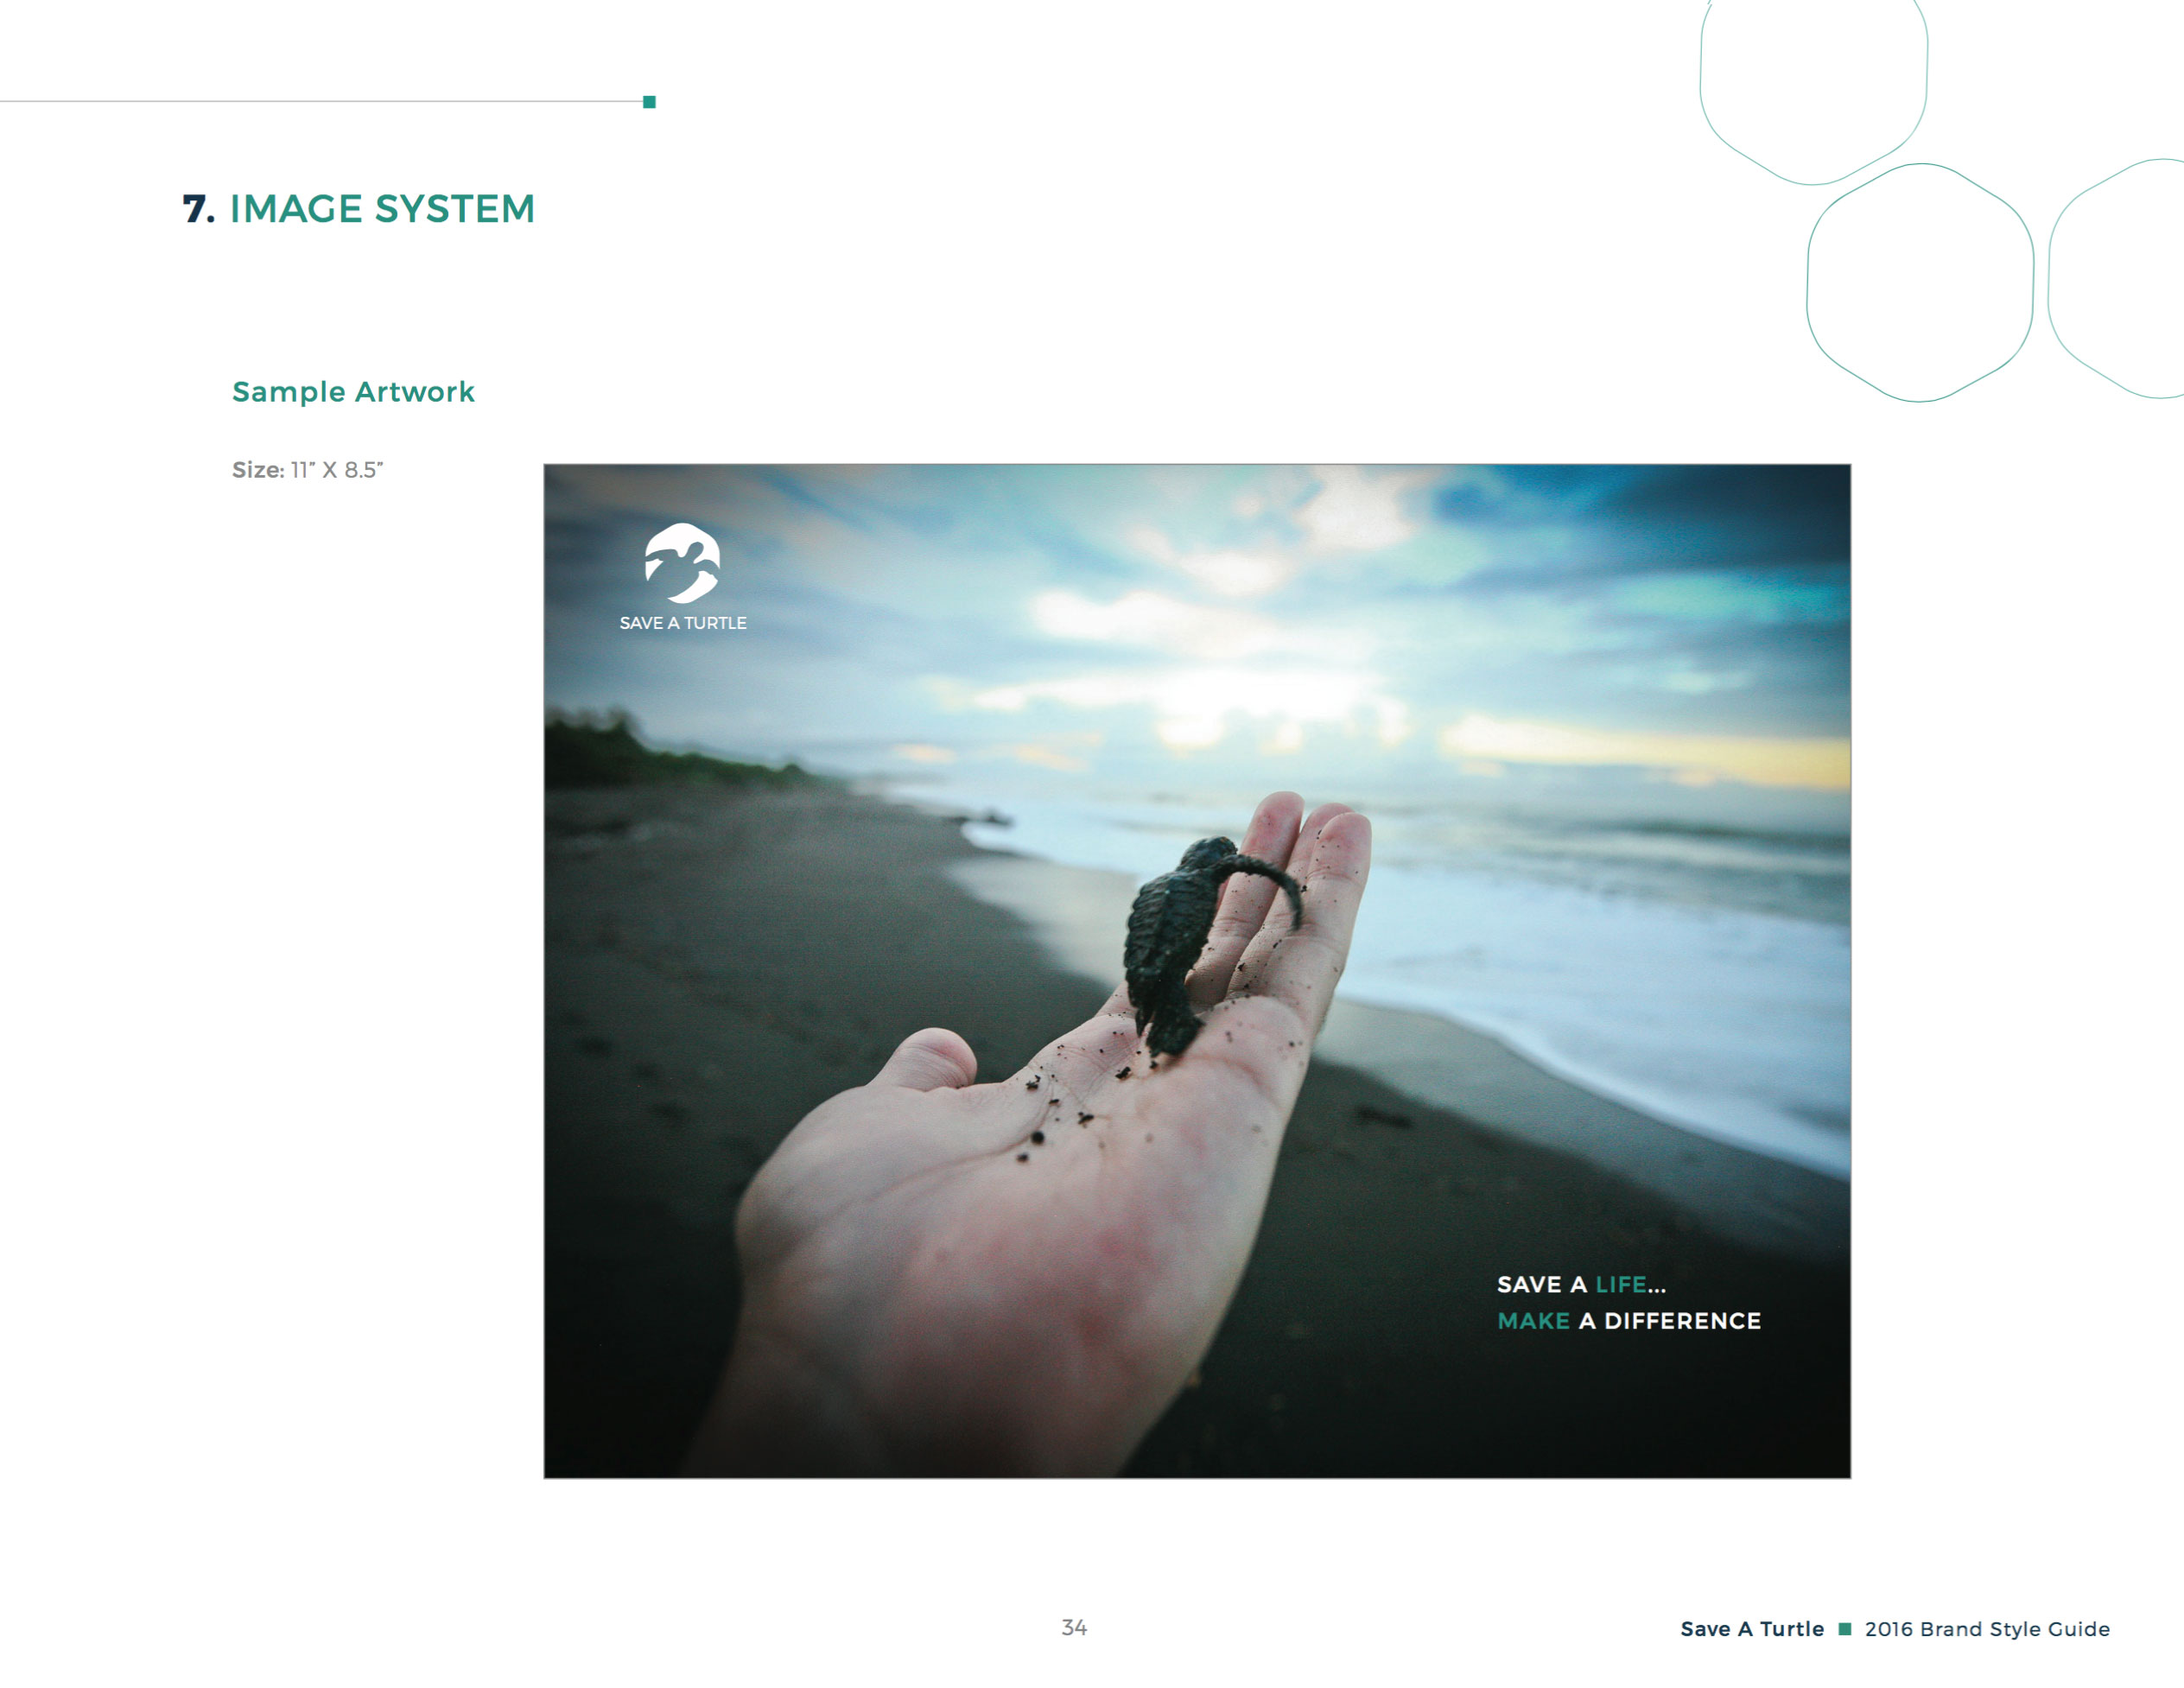 7. IMAGE SYSTEM
Sample Artwork
Size: 11” X 8.5”
SAVE A TURTLE
SAVE A LIFE...
MAKE A DIFFERENCE
34
Save A Turtle ■ 2016 Brand Style Guide